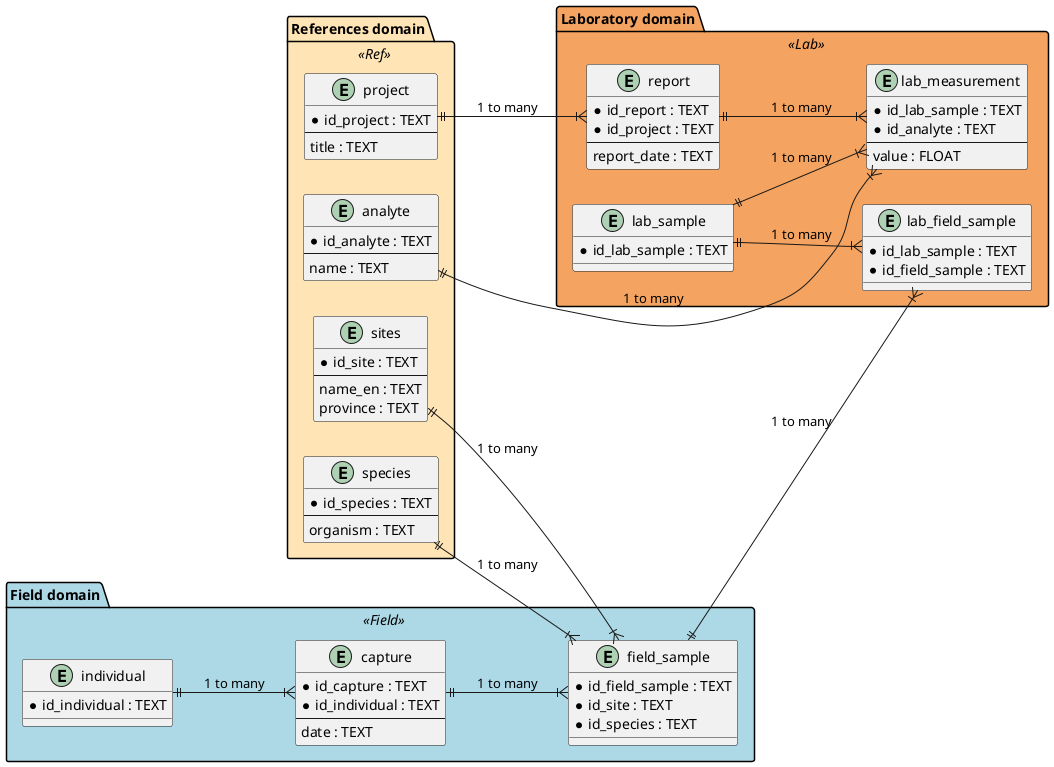 References domain
«Ref»
E project
* id_project : TEXT
title : TEXT
E analyte
* id_analyte : TEXT
name : TEXT
E sites
* id_site : TEXT
name_en : TEXT
province : TEXT
E species
* id_species : TEXT
organism : TEXT
Laboratory domain
«Lab»
E report
* id_report : TEXT
* id_project : TEXT
report_date : TEXT
E lab_measurement
* id_lab_sample : TEXT
* id_analyte : TEXT
value : FLOAT
E lab_sample
* id_lab_sample : TEXT
E lab_field_sample
* id_lab_sample : TEXT
* id_field_sample : TEXT
1 to many
1 to many
1 to many
1 to many
1 to many
1 to many
1 to many
1 to many
Field domain
«Field»
E individual
* id_individual : TEXT
1 to many
E capture
* id_capture : TEXT
* id_individual : TEXT
date : TEXT
1 to many
E field_sample
* id_field_sample : TEXT
* id_site : TEXT
* id_species : TEXT